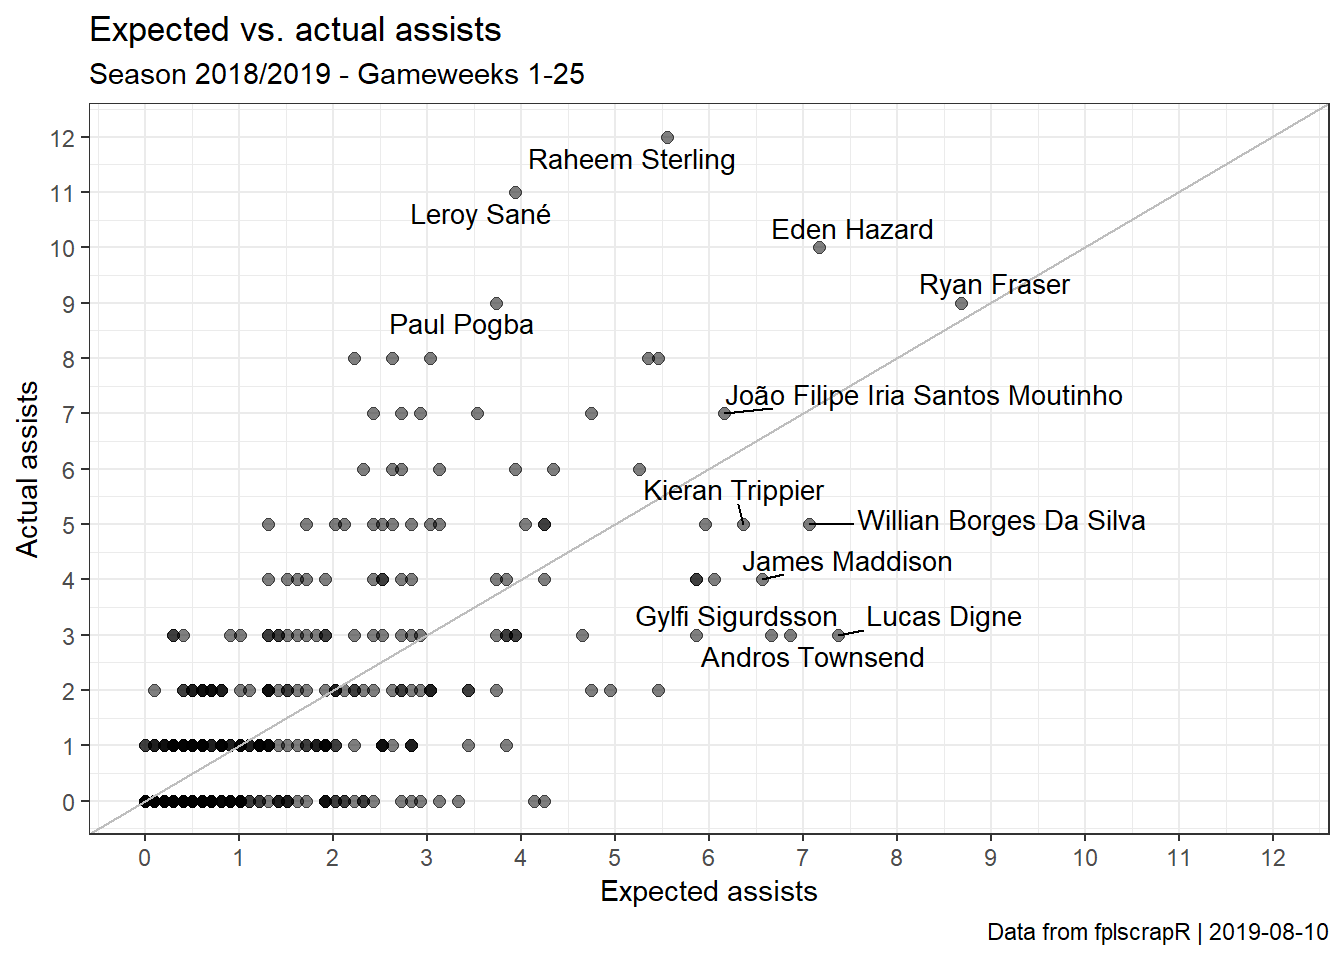 Expected vs. actual assists
Season 2018/2019 - Gameweeks 1-25
12
11
10
9
8
7
6
5
4
3
2
1
0
Actual assists
Raheem Sterling
Leroy Sané
Eden Hazard
Ryan Fraser
Paul Pogba
João Filipe Iria Santos Moutinho
Kieran Trippier
Willian Borges Da Silva
James Maddison
Gylfi Sigurdsson
Lucas Digne
Andros Townsend
0 1 2 3 4 5 6 7 8 9 10 11 12
Expected assists
Data from fplscrapR | 2019-08-10